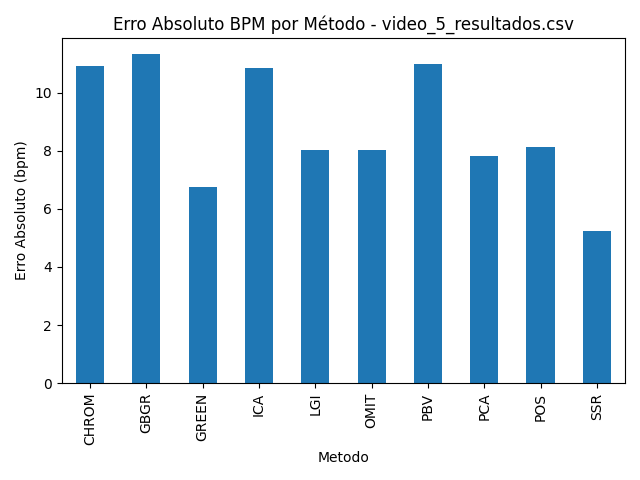 Erro Absoluto BPM por Método - video_5_resultados.csv
Erro Absoluto (bpm)
10
8
6
4
2
0
CHROM
GBGR
GREEN
ICA
LGI
OMIT
PBV
PCA
POS
SSR
Metodo